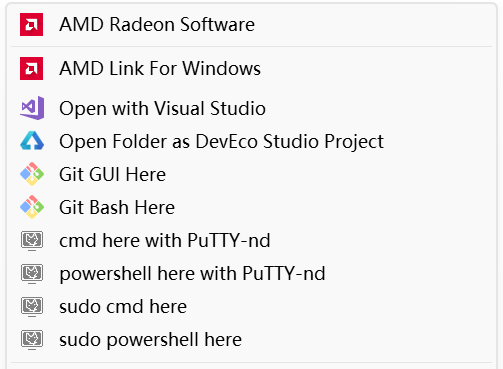 AMD Radeon Software
AMD Link For Windows
Open with Visual Studio
Open Folder as DevEco Studio Project
Git GUI Here
Git Bash Here
cmd here with PuTTY-nd
powershell here with PuTTY-nd
sudo cmd here
sudo powershell here